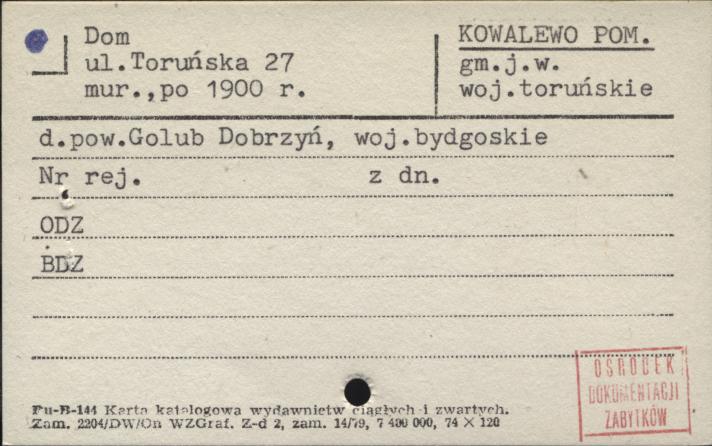 Dom
ul.Toruńska 27
mur.,po 1900 r.
KOWALEWO POM.
gm.j.w.
woj.toruńskie
d.pow.Golub Dobrzyń, woj.bydgoskie
Nr rej. z dn.
ODZ
BDZ
OŚRODEK
DOKUMENTACJI
ZABYTKÓW
Pu-B-144 Karta katalogowa wydawnictw ciągłych i zwartych.
Zam. 2204/DW/On WZGraf. Z-d 2, zam. 14/79, 7 400 000, 74 × 120